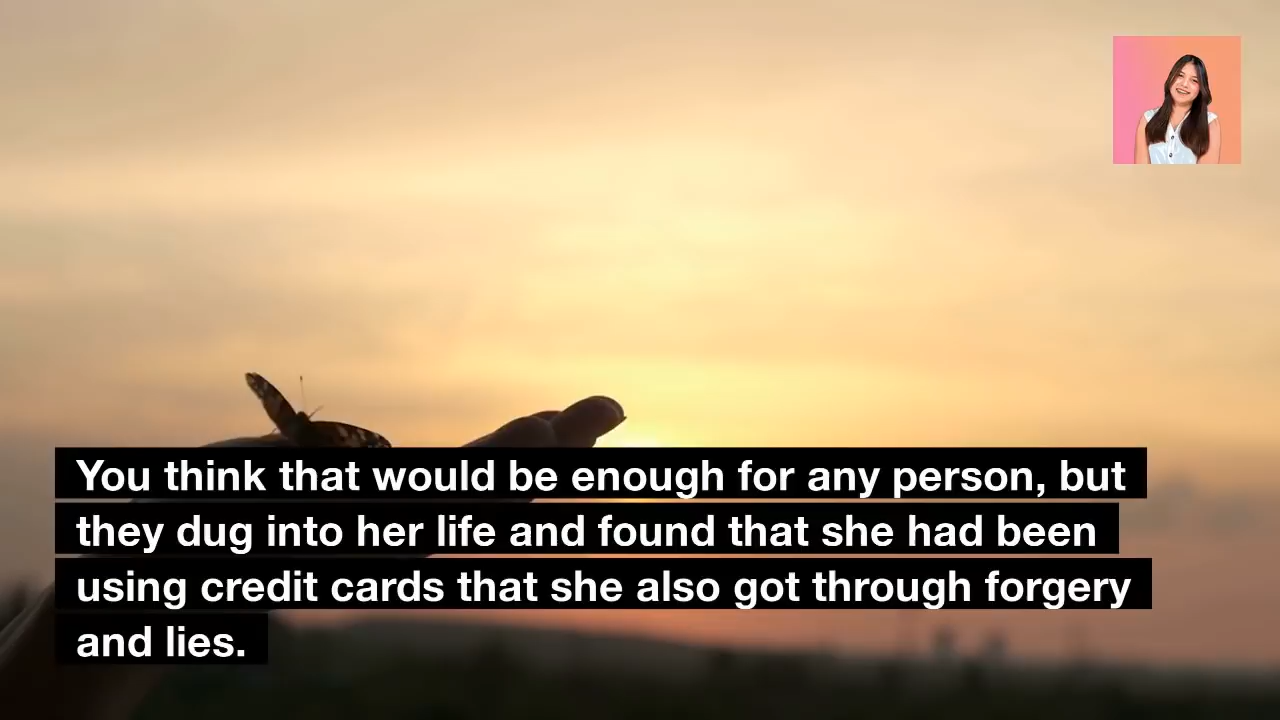 You think that would be enough for any person, but
they dug into her life and found that she had been
using credit cards that she also got through forgery
and lies.